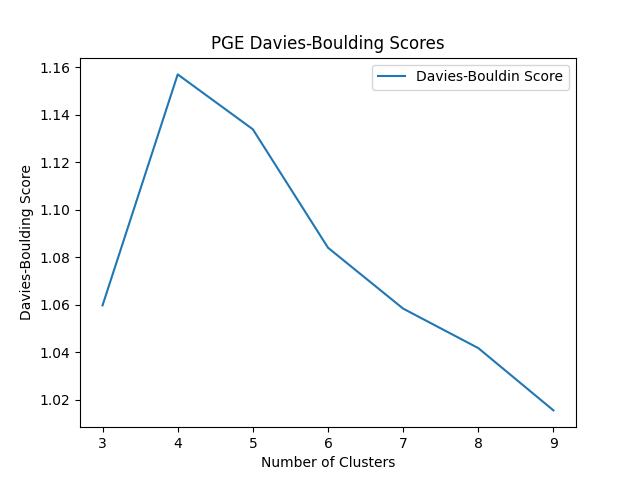 PGE Davies-Boulding Scores
Davies-Bouldin Score
Davies-Boulding Score
1.16
1.14
1.12
1.10
1.08
1.06
1.04
1.02
3 4 5 6 7 8 9
Number of Clusters